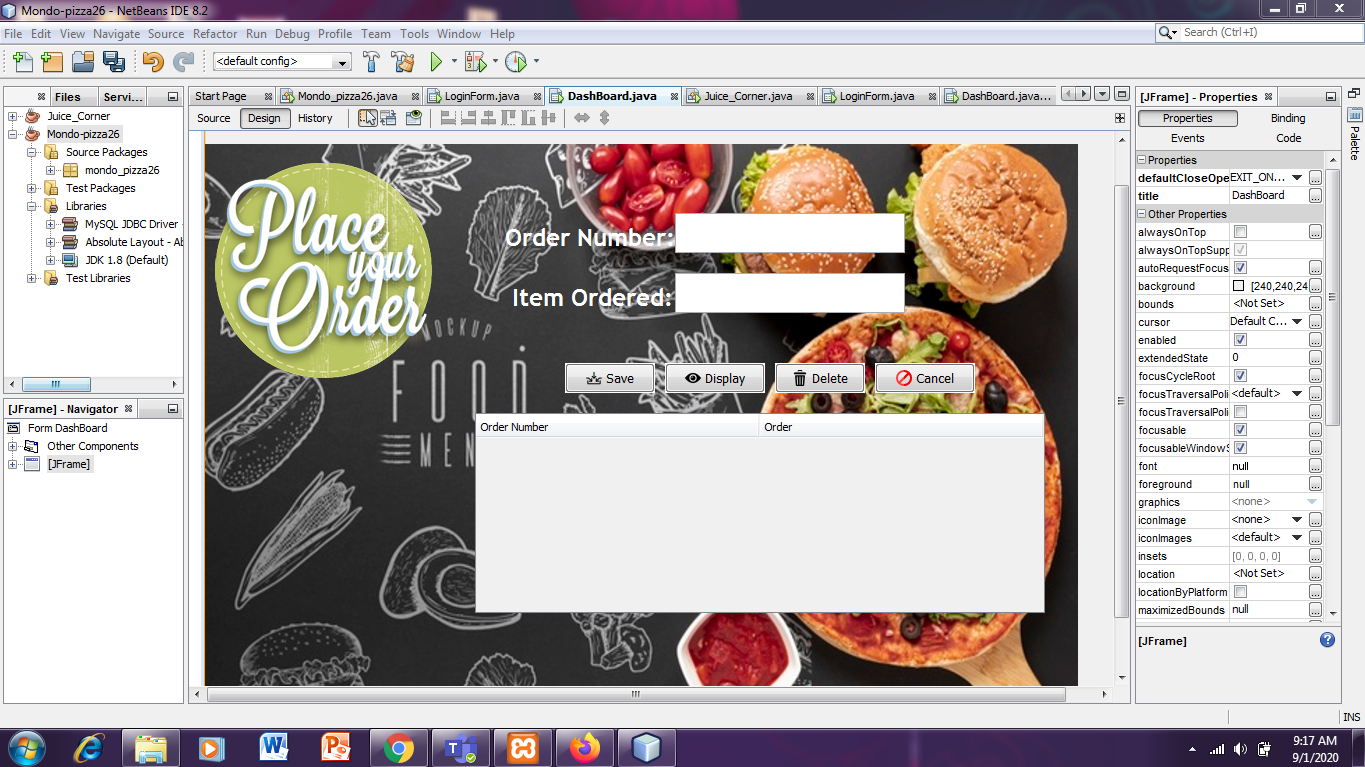 Mondo-pizza26 - NetBeans IDE 8.2
File Edit View Navigate Source Refactor Run Debug Profile Team Tools Window Help
Search (Ctrl+I)
<default config>
Files Servi...
Juice_Corner
Mondo-pizza26
Source Packages
mondo_pizza26
Test Packages
Libraries
MySQL JDBC Driver -
Absolute Layout - Ab
JDK 1.8 (Default)
Test Libraries
[JFrame] - Navigator
Form DashBoard
Other Components
[JFrame]
Start Page Mondo_pizza26.java LoginForm.java DashBoard.java Juice_Corner.java LoginForm.java DashBoard.java...
Source Design History
Place
your
Order
Order Number:
Item Ordered:
MOCKUP
FOOD
MEN
Save Display Delete Cancel
Order Number Order
[JFrame] - Properties
Properties Binding
Events Code
Properties
defaultCloseOpe EXIT_ON... ...
title DashBoard ...
Other Properties
alwaysOnTop ...
alwaysOnTopSupp
autoRequestFocus ...
background [240,240,24 ...
bounds <Not Set> ...
cursor Default C... ...
enabled ...
extendedState 0 ...
focusCycleRoot ...
focusTraversalPoli <default> ...
focusTraversalPoli ...
focusable ...
focusableWindowS ...
font null ...
foreground null ...
graphics <none>
iconImage <none> ...
iconImages <default> ...
insets [0, 0, 0, 0] ...
location <Not Set> ...
locationByPlatform ...
maximizedBounds null ...
[JFrame]
Palette
INS
9:17 AM
9/1/2020